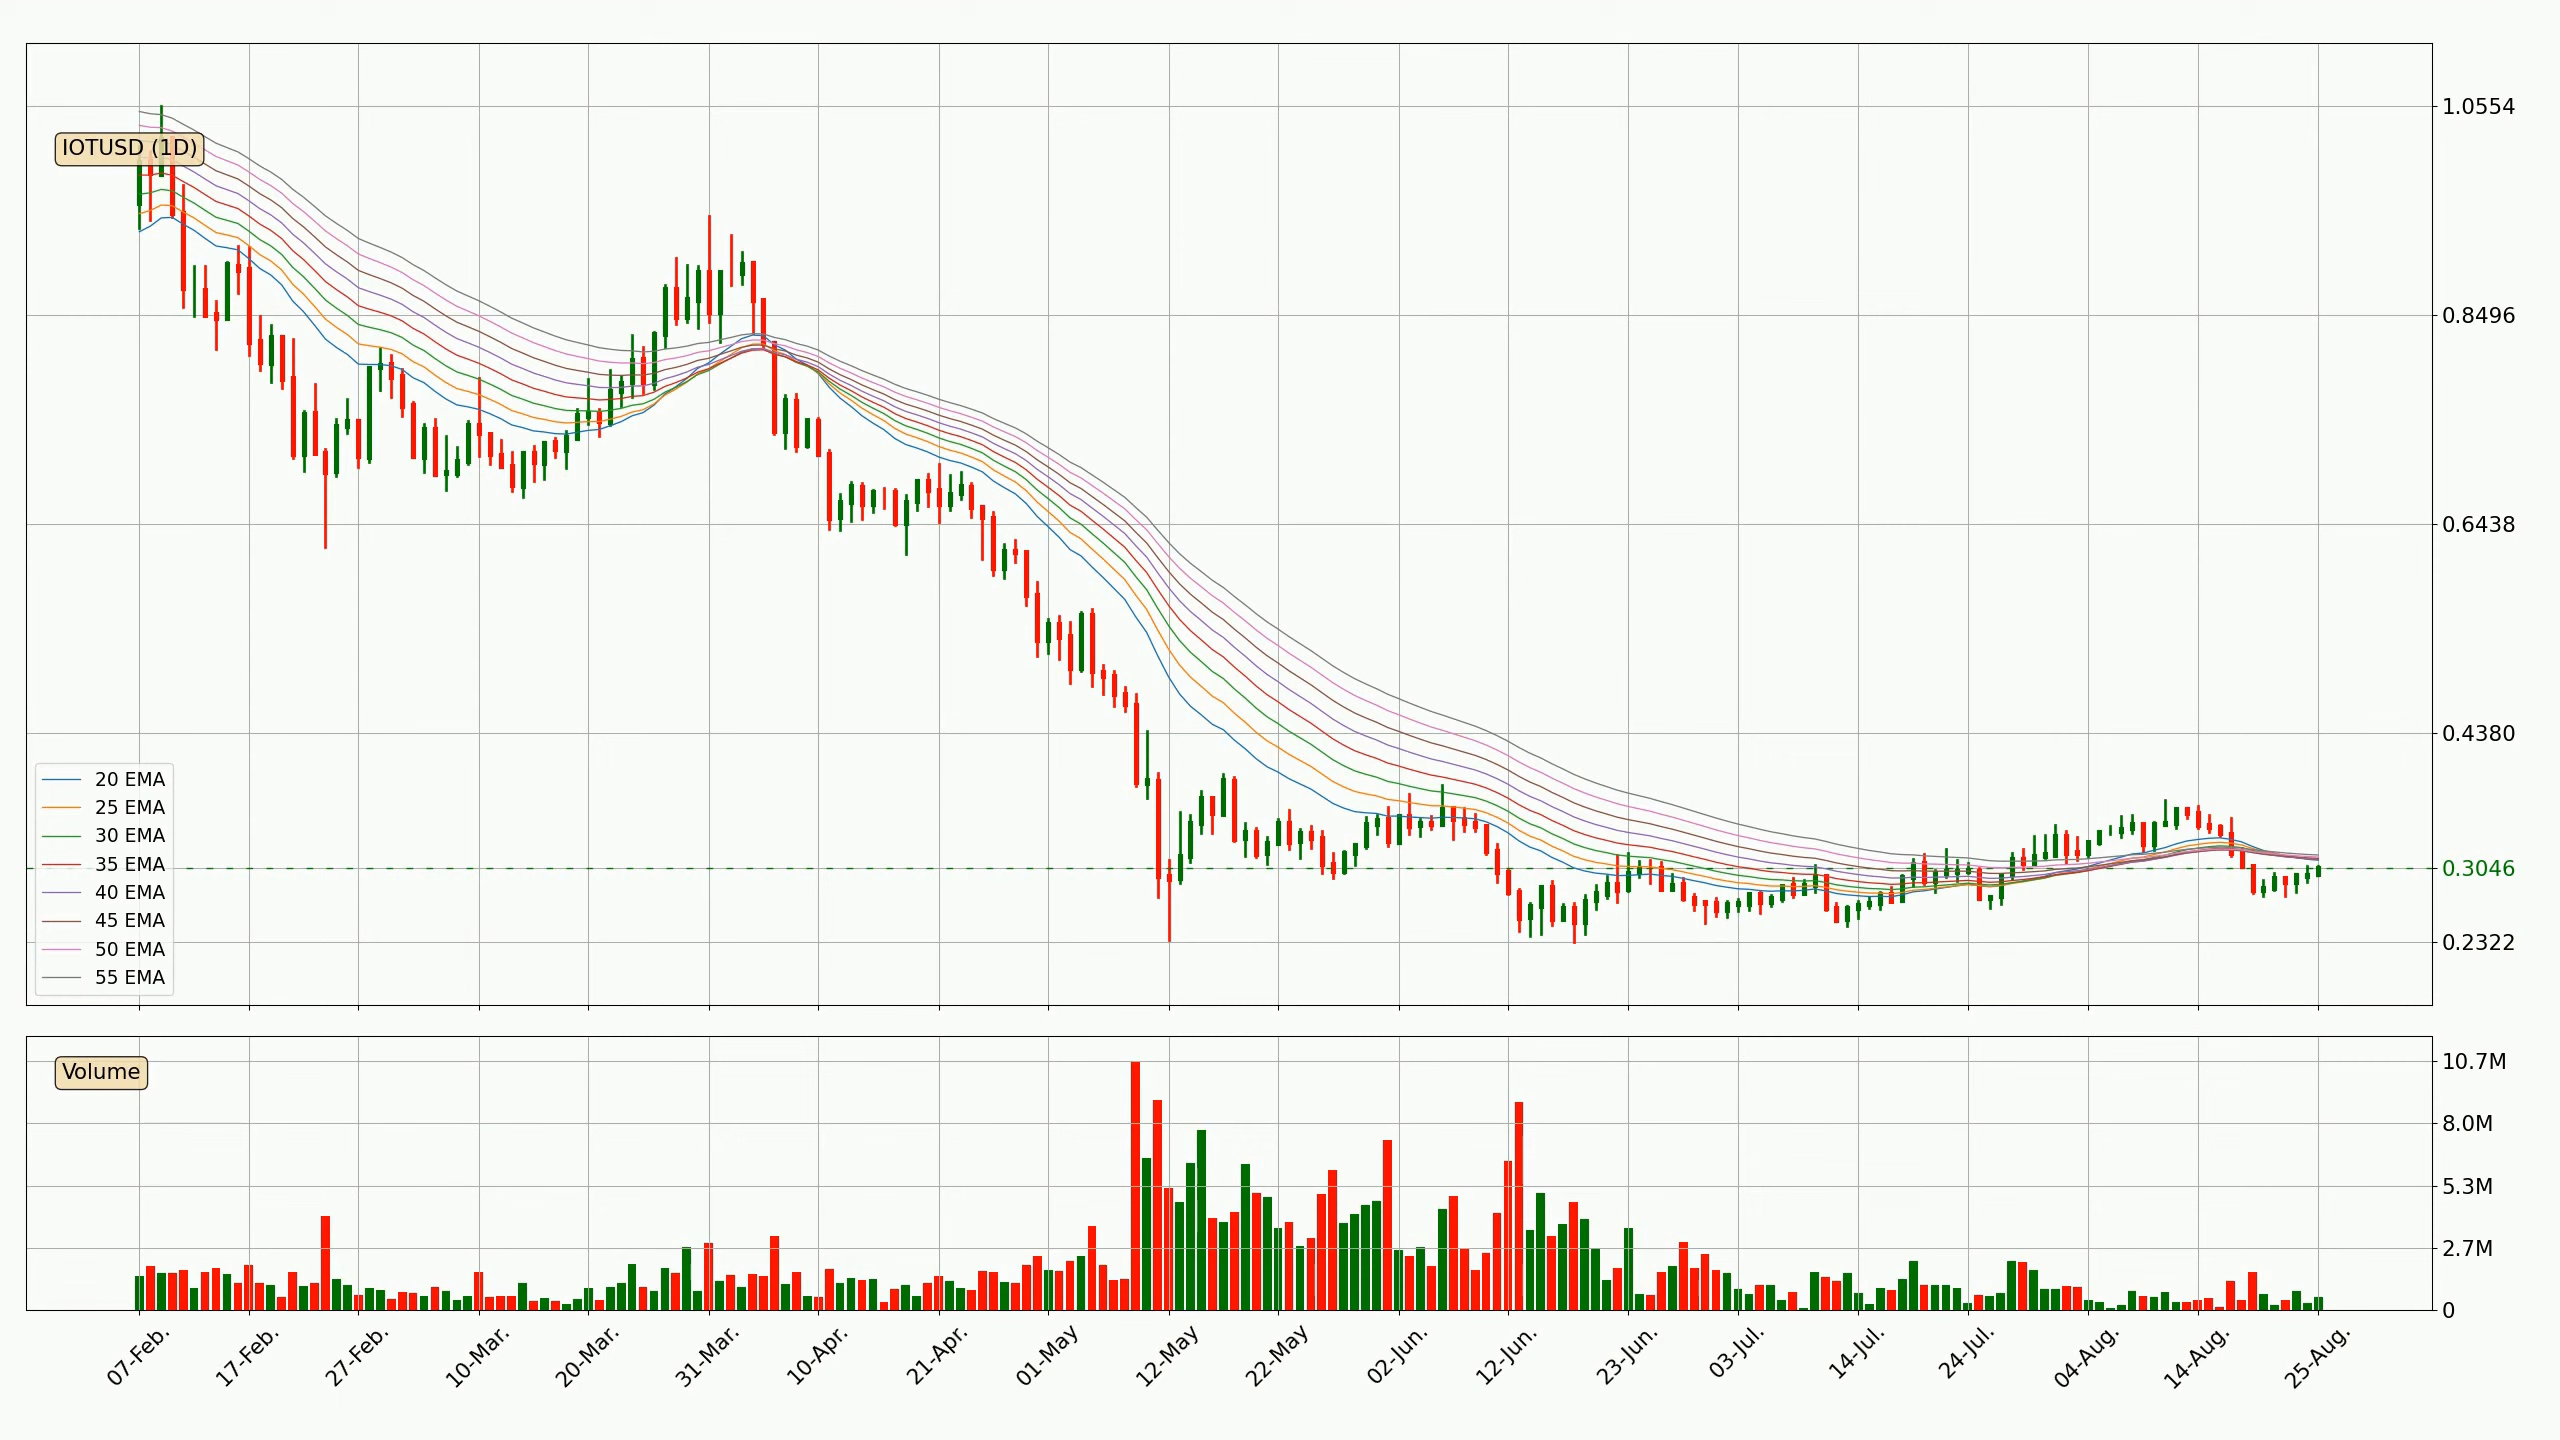 IOTUSD (1D)
1.0554
0.8496
0.6438
0.4380
0.3046
0.2322
20 EMA
25 EMA
30 EMA
35 EMA
40 EMA
45 EMA
50 EMA
55 EMA
Volume
10.7M
8.0M
5.3M
2.7M
0
07-Feb.
17-Feb.
27-Feb.
10-Mar.
20-Mar.
31-Mar.
10-Apr.
21-Apr.
01-May
12-May
22-May
02-Jun.
12-Jun.
23-Jun.
03-Jul.
14-Jul.
24-Jul.
04-Aug.
14-Aug.
25-Aug.